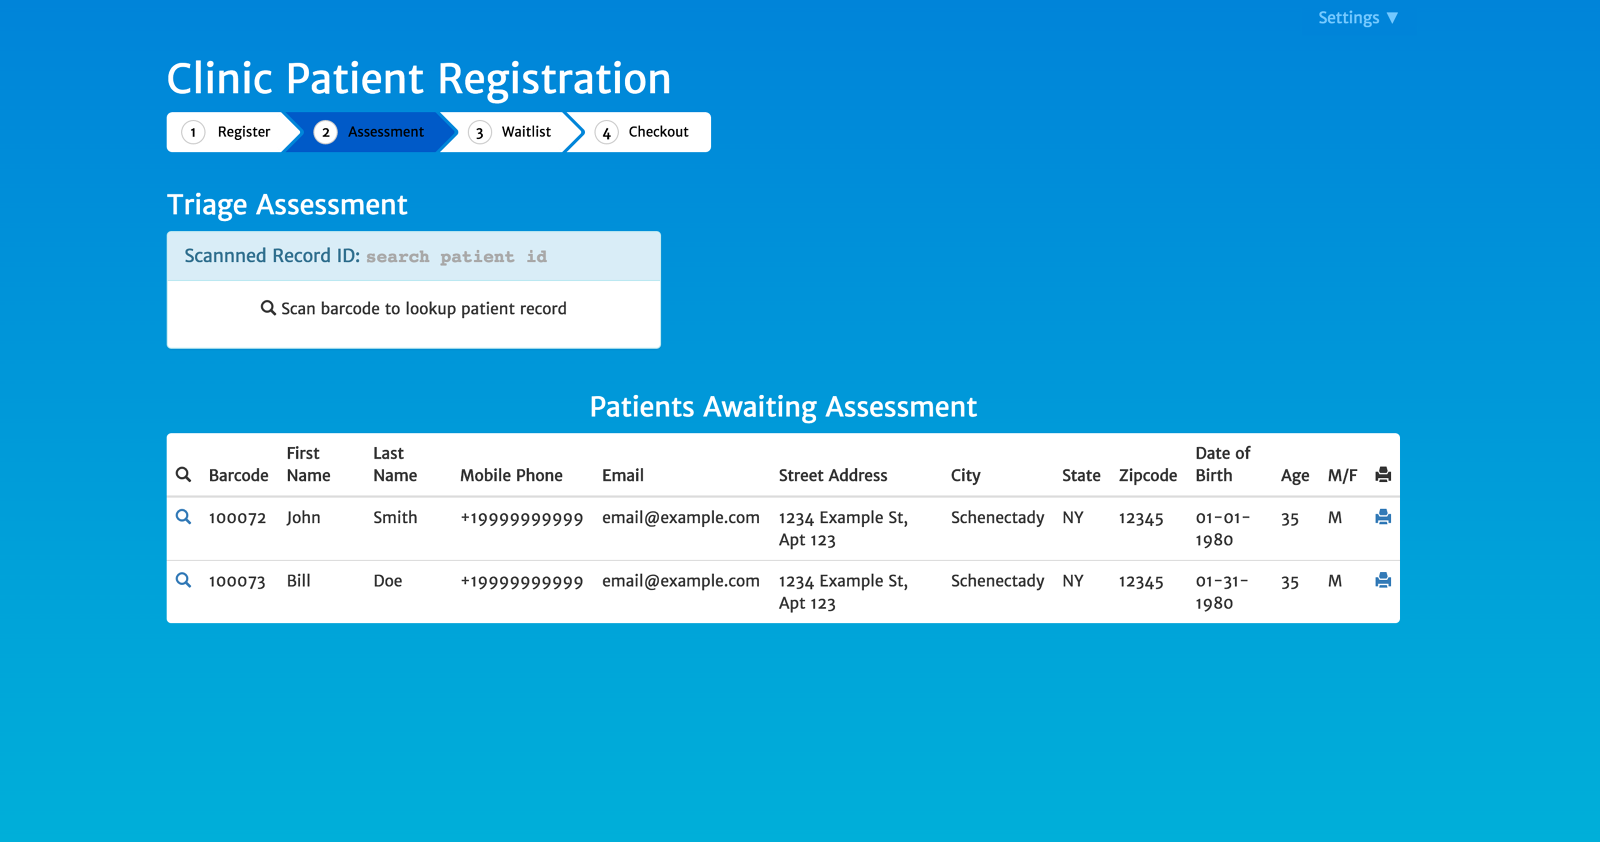 Settings ▼
Clinic Patient Registration
1 Register 2 Assessment 3 Waitlist 4 Checkout
Triage Assessment
Scannned Record ID: search patient id
Scan barcode to lookup patient record
Patients Awaiting Assessment
Barcode First Name Last Name Mobile Phone Email Street Address City State Zipcode Date of Birth Age M/F
100072 John Smith +19999999999 email@example.com 1234 Example St, Apt 123 Schenectady NY 12345 01-01-1980 35 M
100073 Bill Doe +19999999999 email@example.com 1234 Example St, Apt 123 Schenectady NY 12345 01-31-1980 35 M